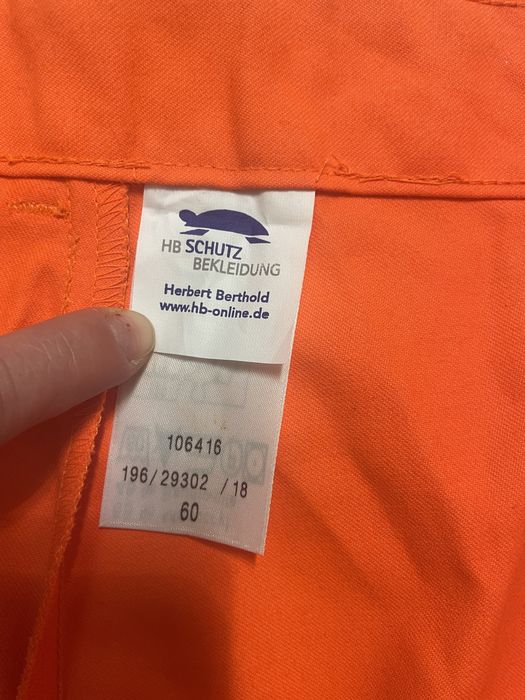 HB SCHUTZ
BEKLEIDUNG
Herbert Berthold
www.hb-online.de
106416
196/29302 /18
60